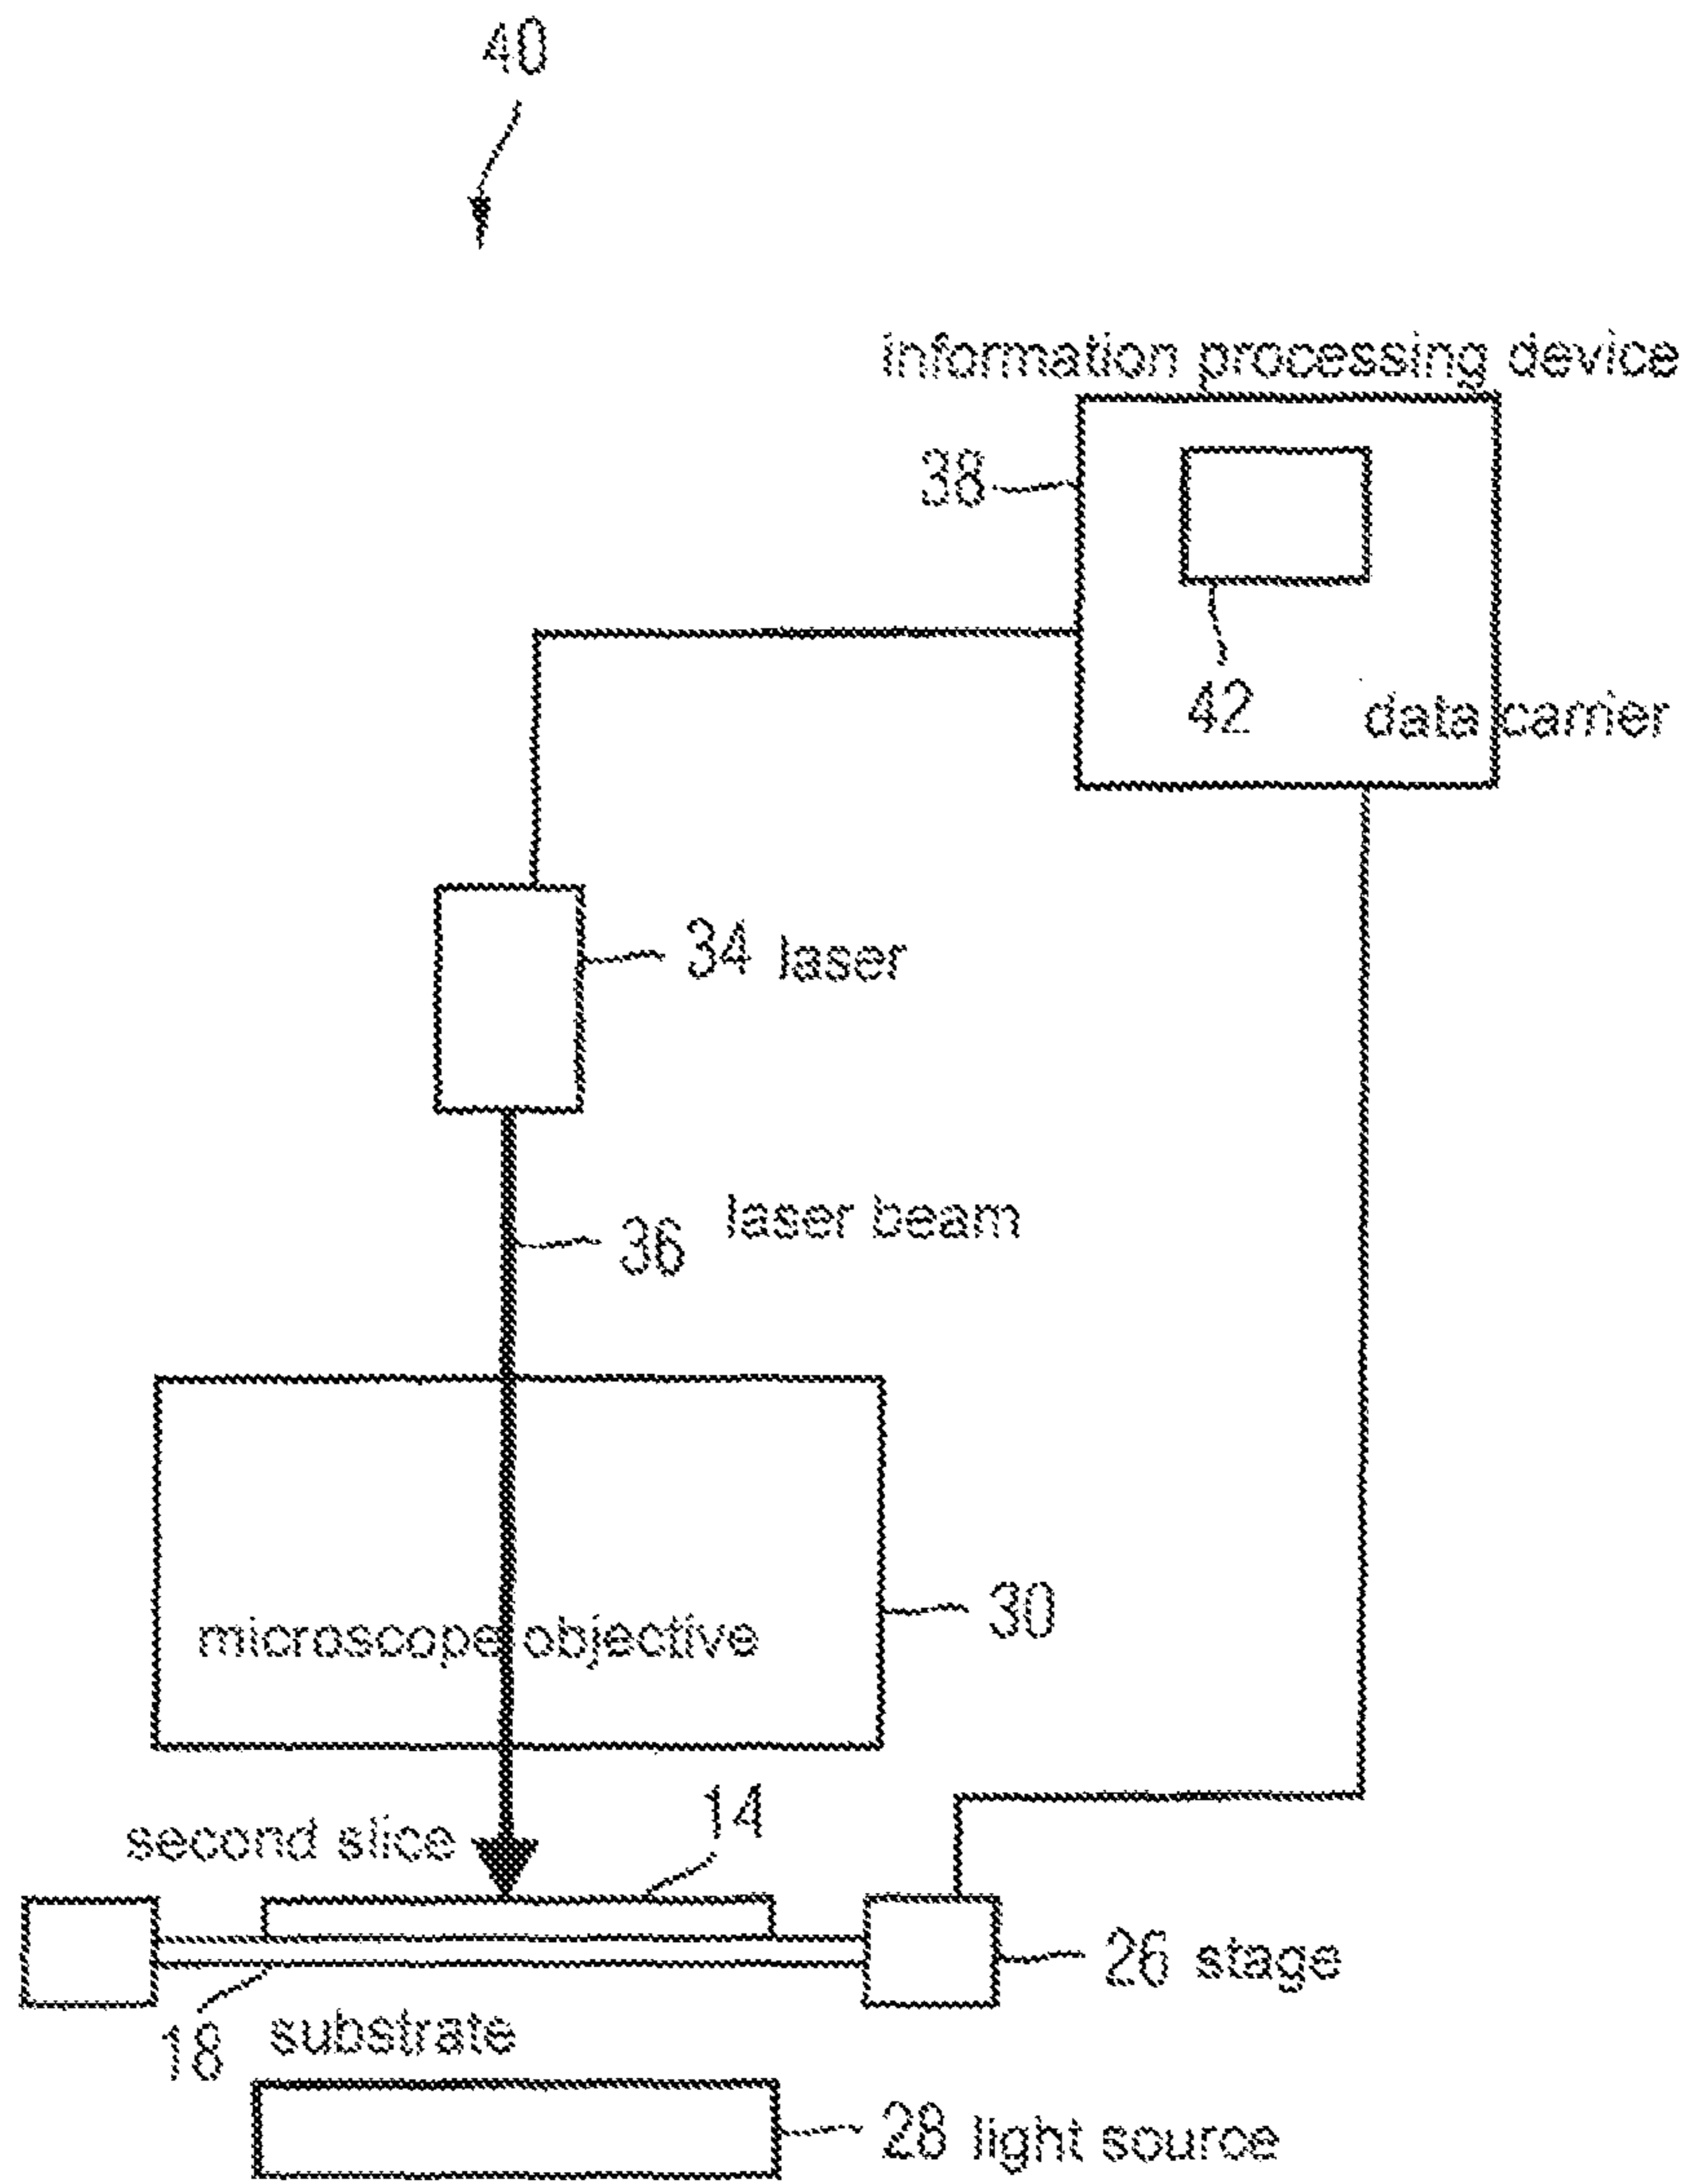 40
information processing device
38
42 data carrier
34 laser
36 laser beam
microscope objective
30
second slice
14
26 stage
18 substrate
28 light source